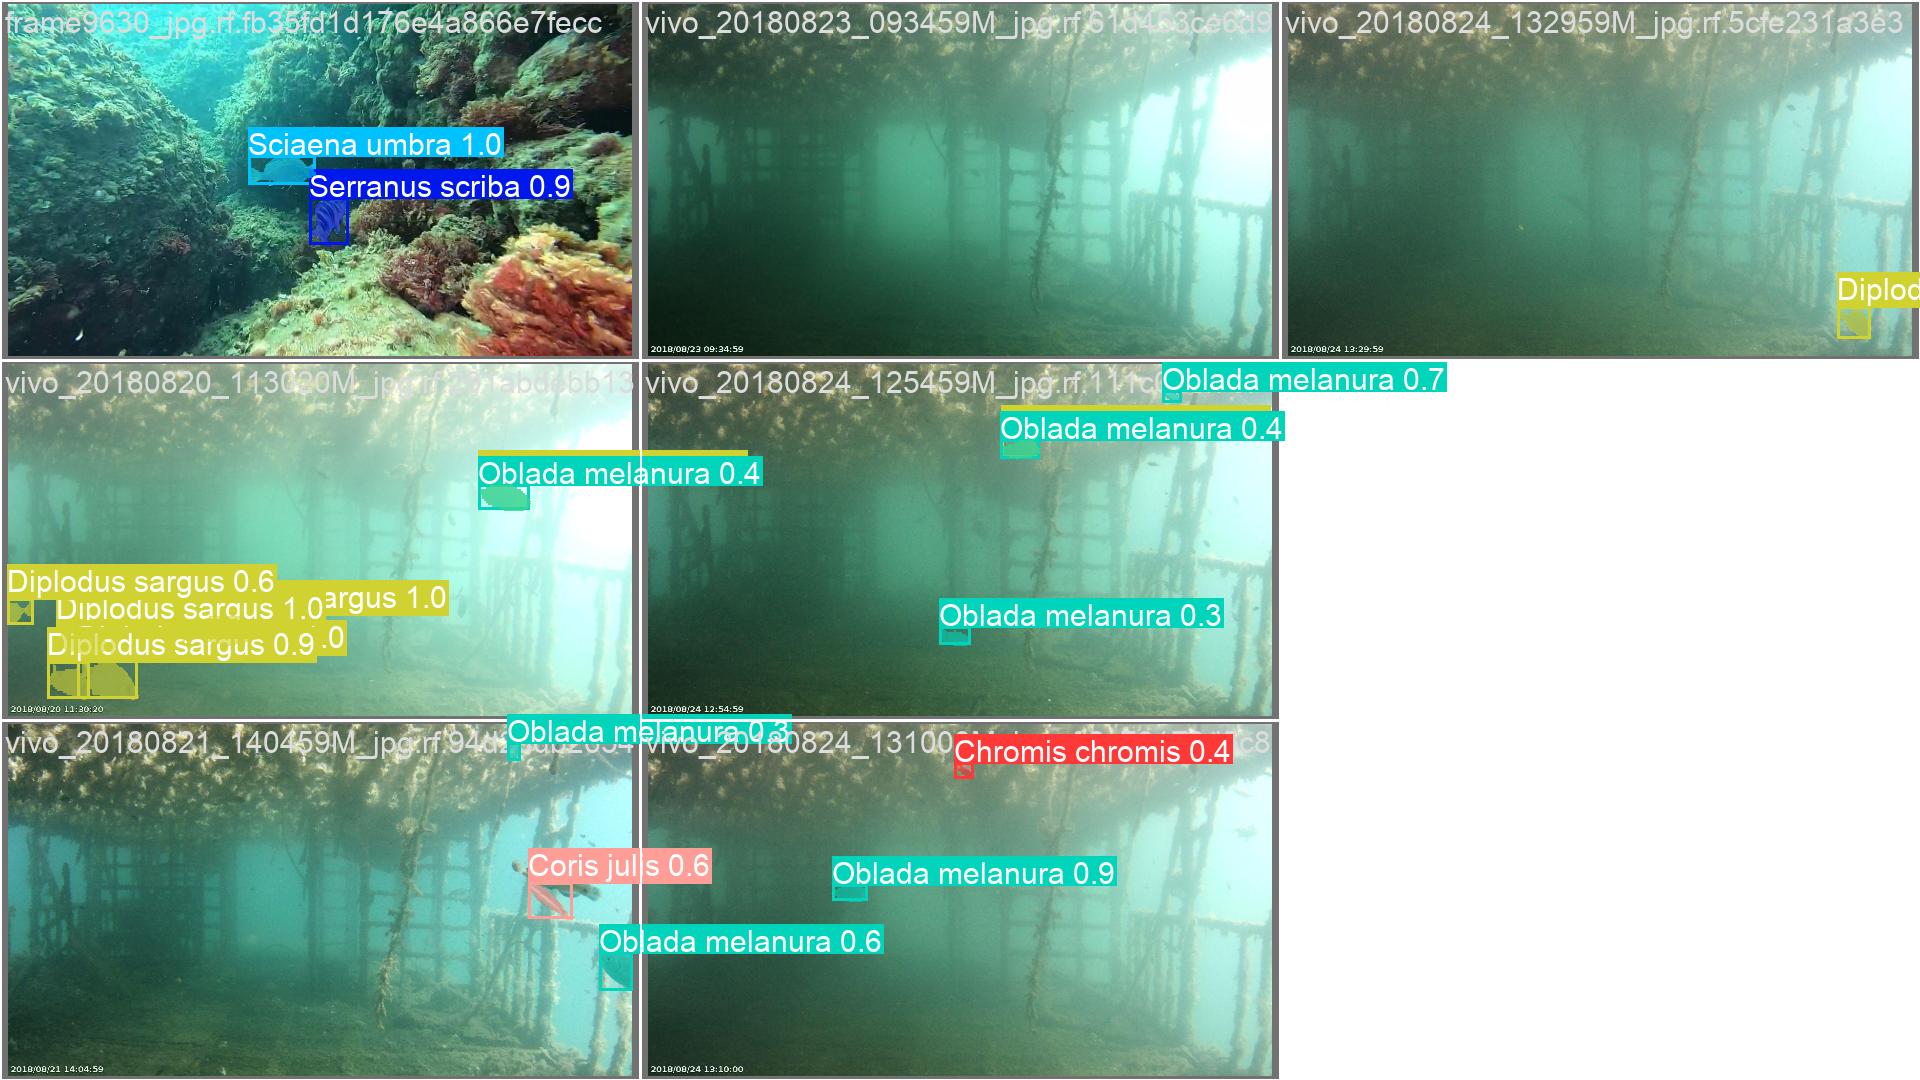 frame9630_jpg.rf.fb35fd1d176e4a866e7fecc
Sciaena umbra 1.0
Serranus scriba 0.9
vivo_20180823_093459M_jpg.rf.61d453ce6d9
2018/08/23 09:34:59
vivo_20180824_132959M_jpg.rf.5cfe231a3e3
Diplod
2018/08/24 13:29:59
Oblada melanura 0.4
Diplodus sargus 0.6
argus 1.0
Diplodus sargus 1.0
.0
Diplodus sargus 0.9
2018/08/20 11:30:20
vivo_20180824_125459M_jpg.rf.111c
Oblada melanura 0.7
Oblada melanura 0.4
Oblada melanura 0.3
2018/08/24 12:54:59
Oblada melanura 0.3
Coris julis 0.6
Oblada melanura 0.6
2018/08/21 14:04:59
Chromis chromis 0.4
Oblada melanura 0.9
2018/08/24 13:10:00